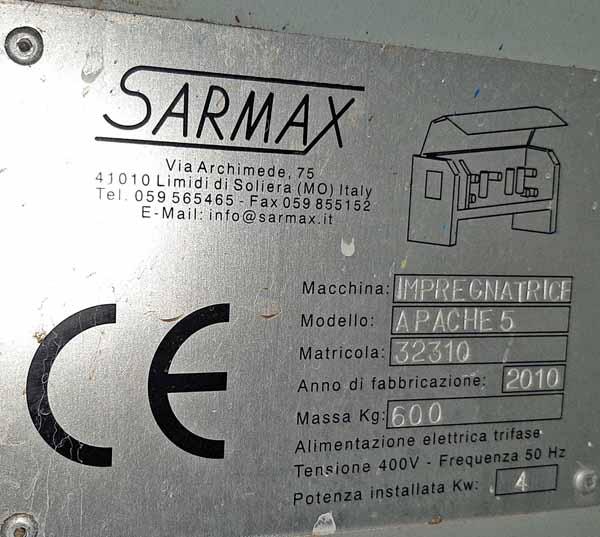 SARMAX
Via Archimede, 75
41010 Limidi di Soliera (MO) Italy
Tel. 059 565465 - Fax 059 855152
E-Mail: info@sarmax.it
Macchina: IMPREGNATRICE
Modello: APACHE 5
Matricola: 32310
Anno di fabbricazione: 2010
Massa Kg: 600
Alimentazione elettrica trifase
Tensione 400V - Frequenza 50 Hz
Potenza installata Kw: 4
CE